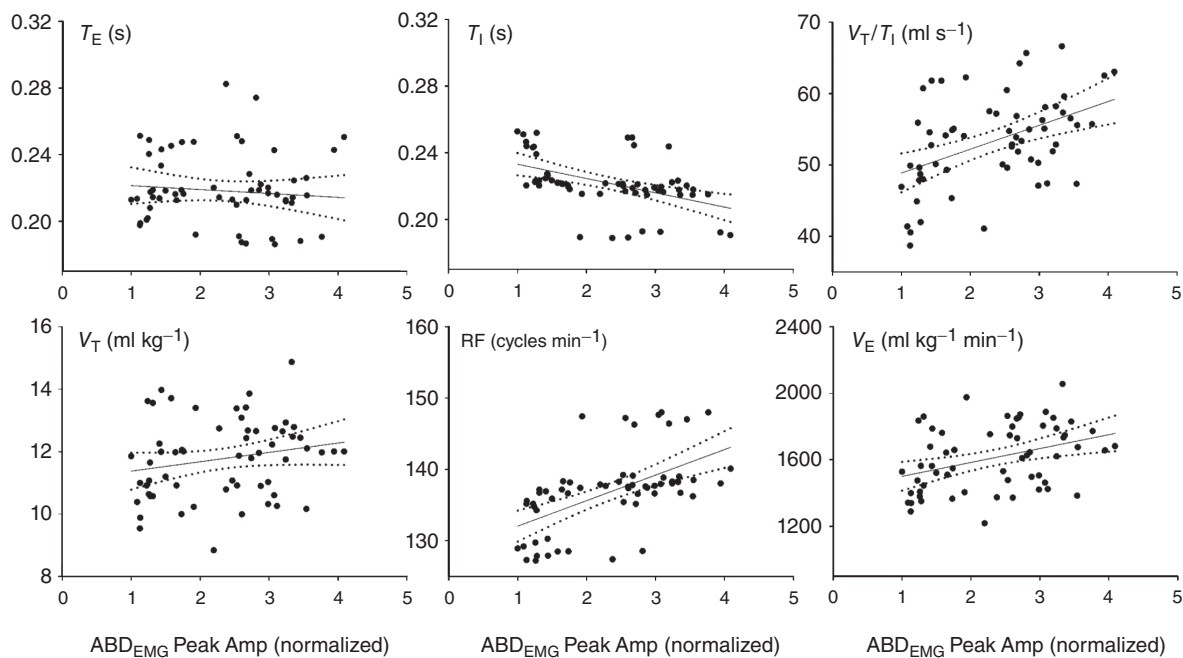 T_E (s)
0.32
0.28
0.24
0.20
0 1 2 3 4 5
T_I (s)
0.32
0.28
0.24
0.20
0 1 2 3 4 5
V_T/T_I (ml s⁻¹)
70
60
50
40
0 1 2 3 4 5
V_T (ml kg⁻¹)
16
14
12
10
8
0 1 2 3 4 5
ABD_EMG Peak Amp (normalized)
RF (cycles min⁻¹)
160
150
140
130
0 1 2 3 4 5
ABD_EMG Peak Amp (normalized)
V_E (ml kg⁻¹ min⁻¹)
2400
2000
1600
1200
0 1 2 3 4 5
ABD_EMG Peak Amp (normalized)